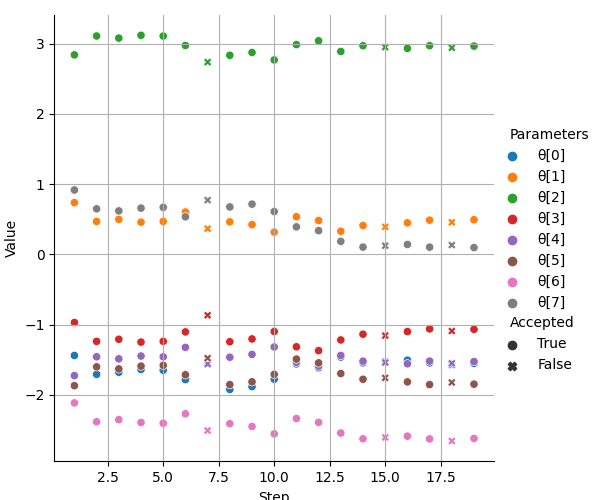 3
2
1
0
−1
−2
Value
2.5
5.0
7.5
10.0
12.5
15.0
17.5
Step
Parameters
θ[0]
θ[1]
θ[2]
θ[3]
θ[4]
θ[5]
θ[6]
θ[7]
Accepted
True
False